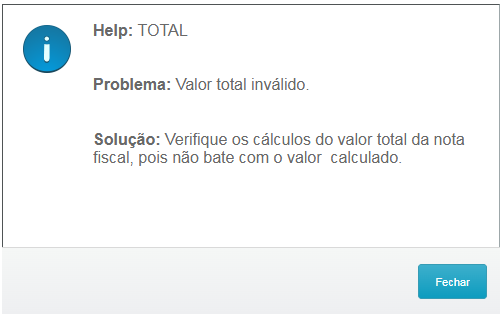 Help: TOTAL
Problema: Valor total inválido.
Solução: Verifique os cálculos do valor total da nota
fiscal, pois não bate com o valor  calculado.
Fechar